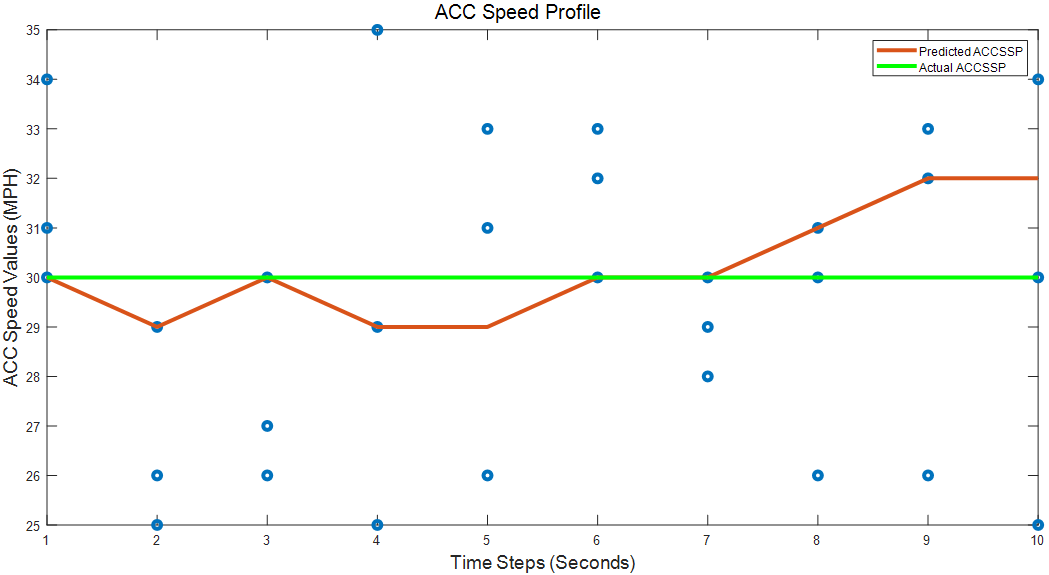 ACC Speed Profile
Predicted ACCSSP
Actual ACCSSP
35
34
33
32
31
30
29
28
27
26
25
ACC Speed Values (MPH)
1 2 3 4 5 6 7 8 9 10
Time Steps (Seconds)